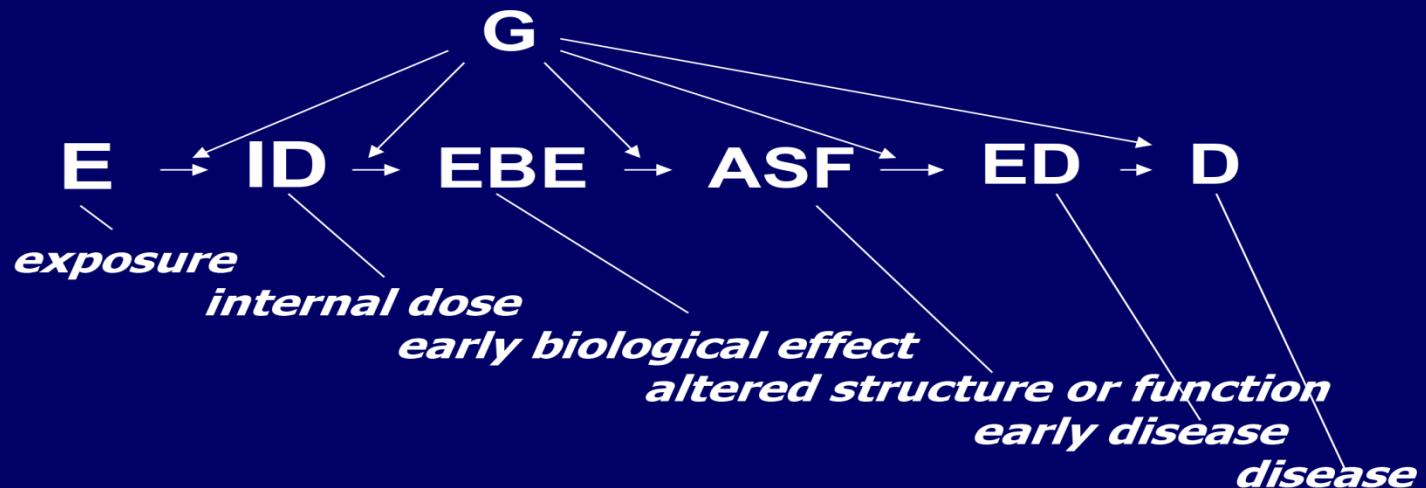 G
E ID EBE ASF ED D
exposure
internal dose
early biological effect
altered structure or function
early disease
disease